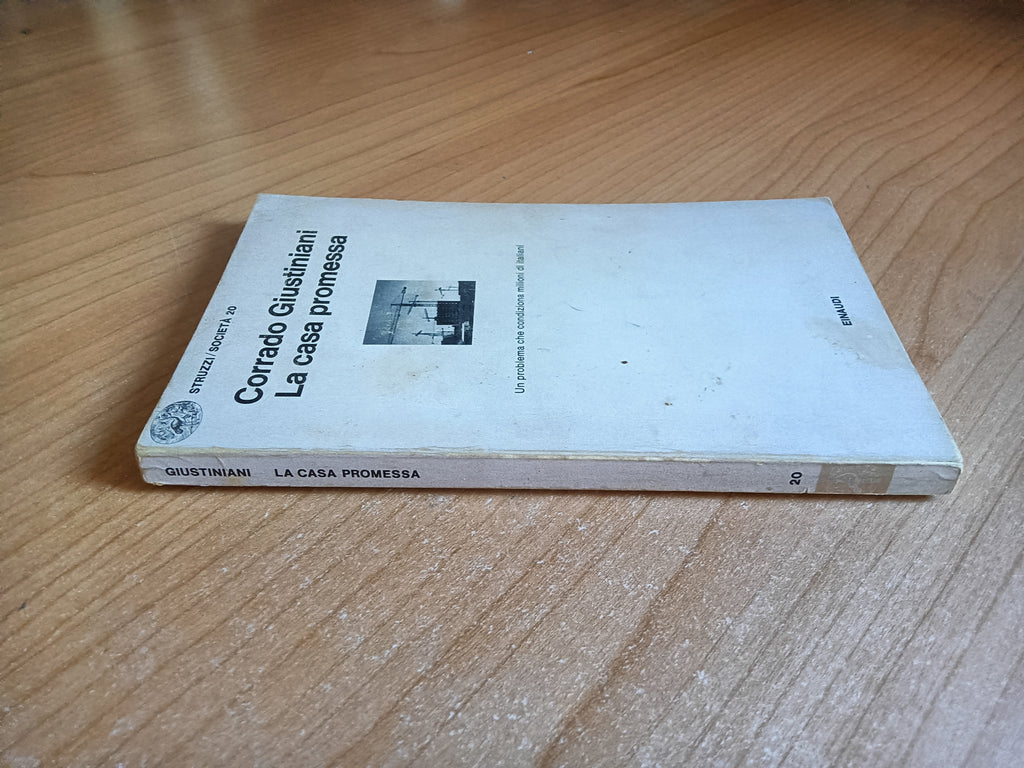 STRUZZI / SOCIETÀ 20
Corrado Giustiniani
La casa promessa
Un problema che condiziona milioni di italiani
EINAUDI
GIUSTINIANI LA CASA PROMESSA
20